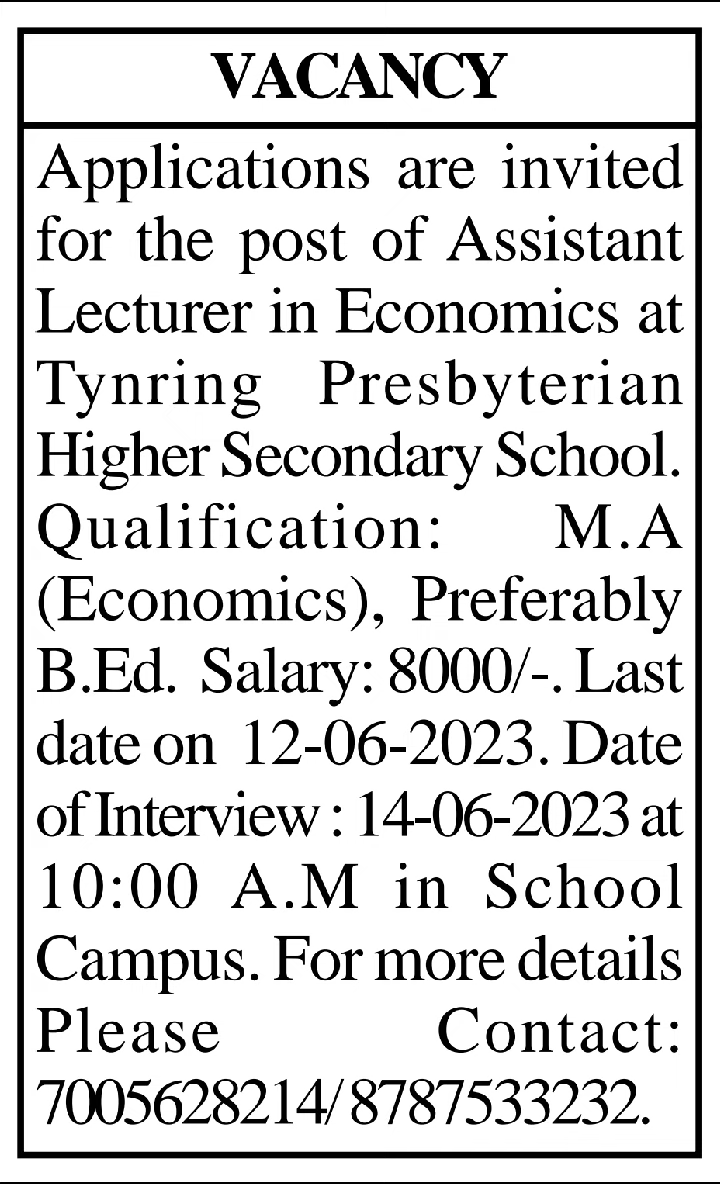 VACANCY
Applications are invited
for the post of Assistant
Lecturer in Economics at
Tynring Presbyterian
Higher Secondary School.
Qualification: M.A
(Economics), Preferably
B.Ed. Salary: 8000/-. Last
date on 12-06-2023. Date
of Interview : 14-06-2023 at
10:00 A.M in School
Campus. For more details
Please Contact:
7005628214/8787533232.